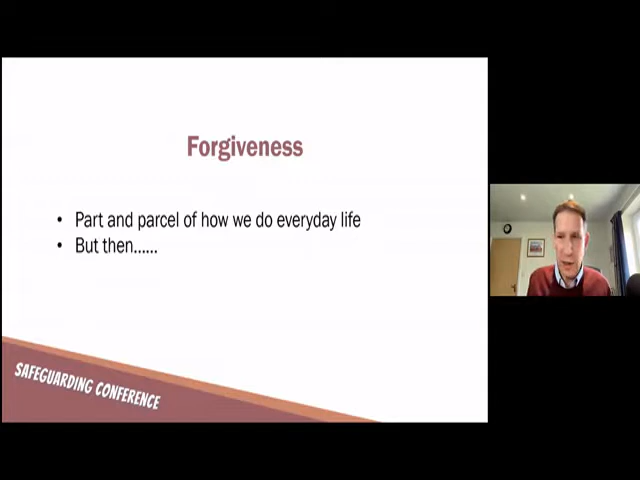 Forgiveness
• Part and parcel of how we do everyday life
• But then......
SAFEGUARDING CONFERENCE